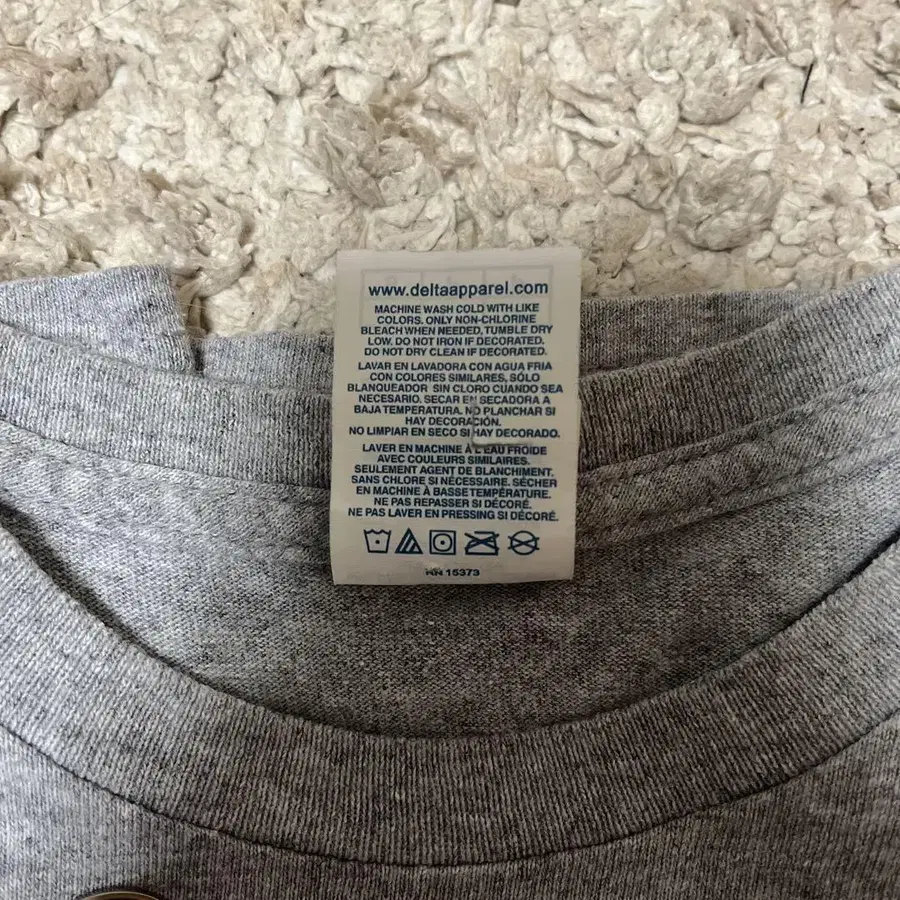 www.deltaapparel.com
MACHINE WASH COLD WITH LIKE
COLORS. ONLY NON-CHLORINE
BLEACH WHEN NEEDED, TUMBLE DRY
LOW. DO NOT IRON IF DECORATED.
DO NOT DRY CLEAN IF DECORATED.
LAVAR EN LAVADORA CON AGUA FRIA
CON COLORES SIMILARES, SÓLO
BLANQUEADOR SIN CLORO CUANDO SEA
NECESARIO. SECAR EN SECADORA A
BAJA TEMPERATURA. NO PLANCHAR SI
HAY DECORACIÓN.
NO LIMPIAR EN SECO SI HAY DECORADO.
LAVER EN MACHINE À L'EAU FROIDE
AVEC COULEURS SIMILAIRES.
SEULEMENT AGENT DE BLANCHIMENT.
SANS CHLORE SI NÉCESSAIRE. SÉCHER
EN MACHINE À BASSE TEMPÉRATURE.
NE PAS REPASSER SI DÉCORÉ.
NE PAS LAVER EN PRESSING SI DÉCORÉ.
RN 15373